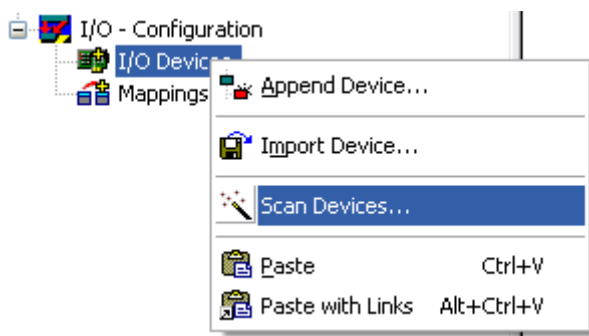 I/O - Configuration
I/O Devic
Mappings
Append Device...
Import Device...
Scan Devices...
Paste Ctrl+V
Paste with Links Alt+Ctrl+V